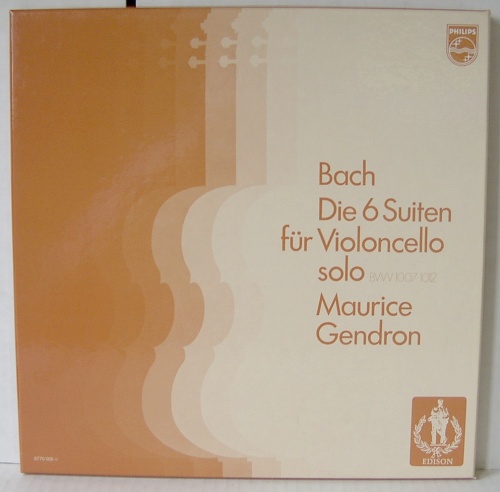 PHILIPS
Bach
Die 6 Suiten
für Violoncello
solo BWV 1007-1012
Maurice
Gendron
EDISON